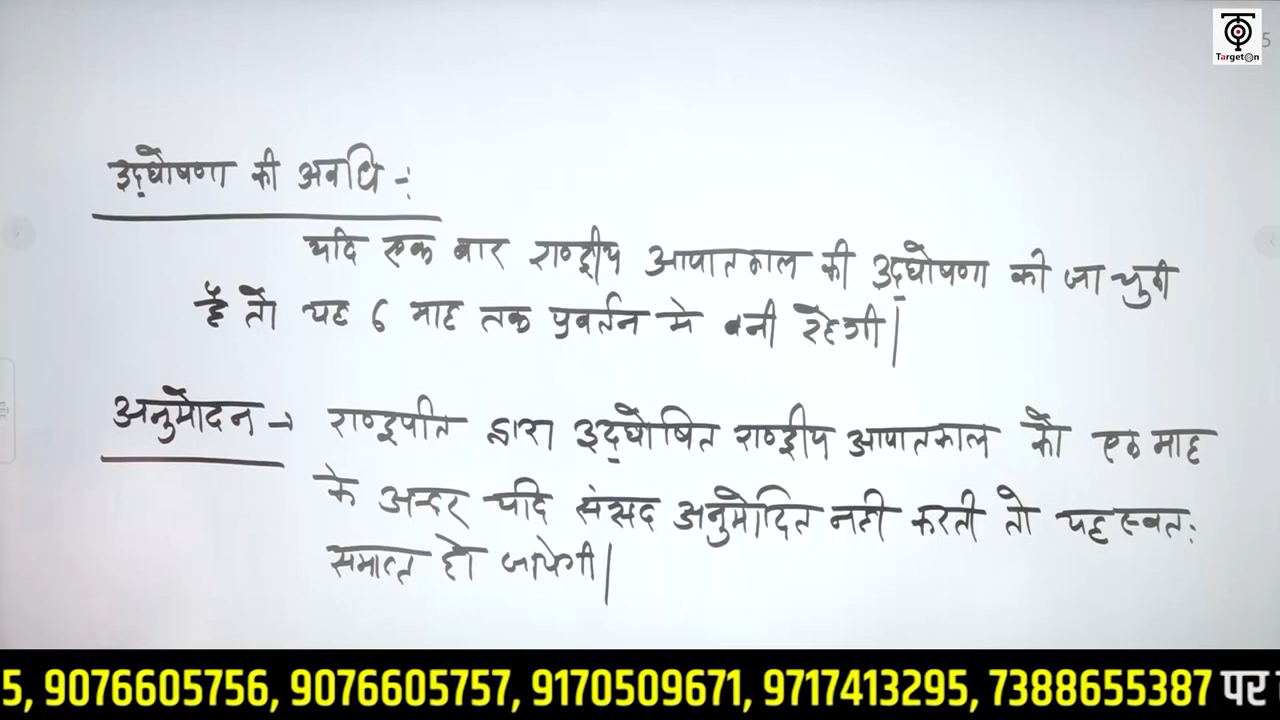 TargetOn
5
उद्घोषणा की अवधि -:
यदि एक बार राष्ट्रीय आपातकाल की उद्घोषणा की जा चुकी
है तो यह 6 माह तक प्रवर्तन मे बनी रहेगी|
अनुमोदन → राष्ट्रपति द्वारा उद्घोषित राष्ट्रीय आपातकाल को एक माह
के अन्दर यदि संसद अनुमोदित नही करती तो यह स्वतः
समाप्त हो जायेगी|
5, 9076605756, 9076605757, 9170509671, 9717413295, 7388655387 पर